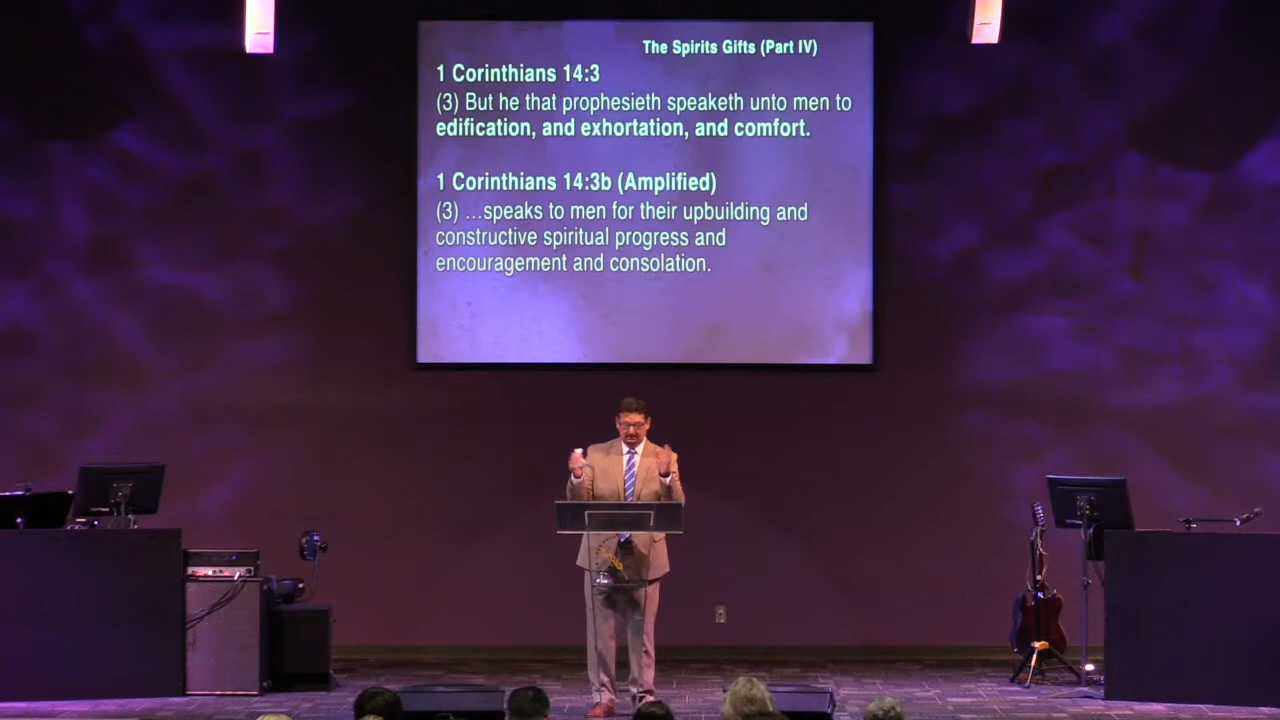 The Spirits Gifts (Part IV)
1 Corinthians 14:3
(3) But he that prophesieth speaketh unto men to
edification, and exhortation, and comfort.
1 Corinthians 14:3b (Amplified)
(3) ...speaks to men for their upbuilding and
constructive spiritual progress and
encouragement and consolation.